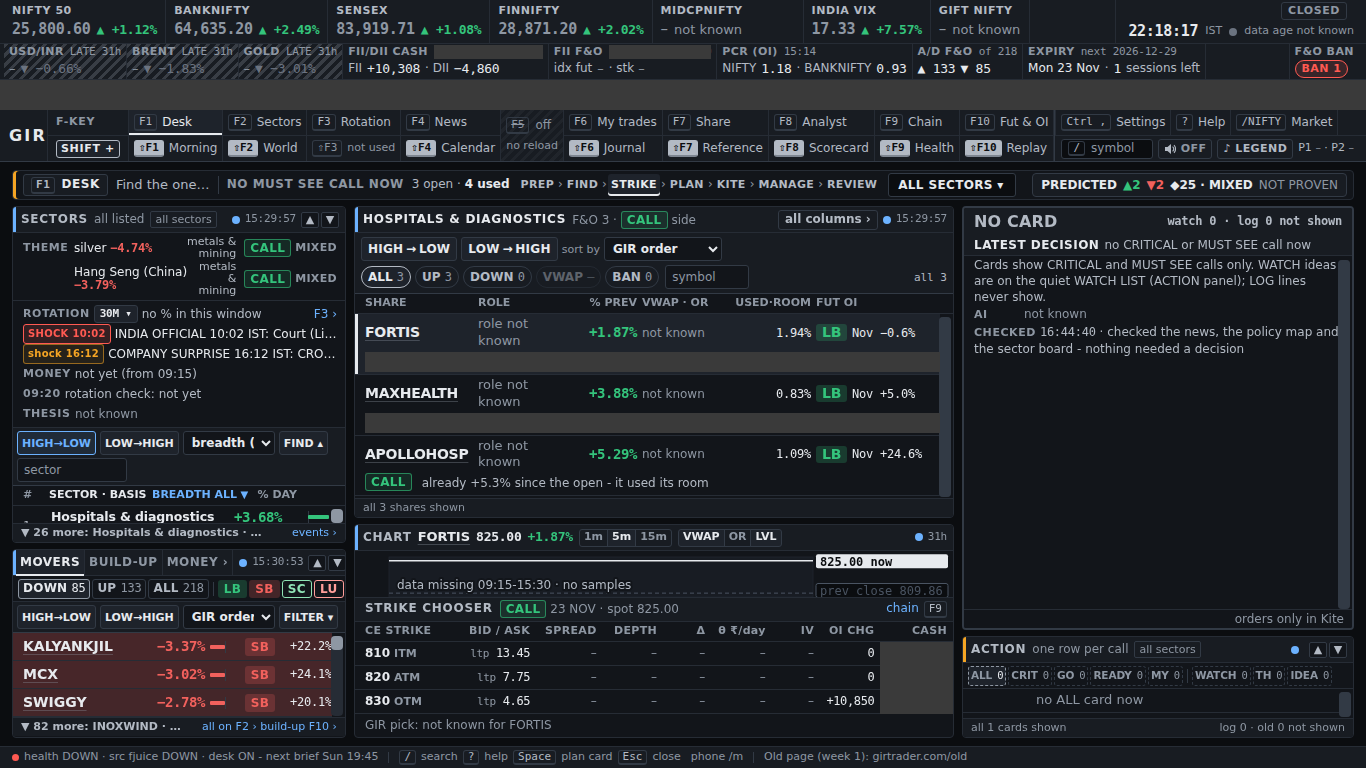 NIFTY 50 BANKNIFTY SENSEX FINNIFTY MIDCPNIFTY INDIA VIX GIFT NIFTY CLOSED
25,800.60 ▲ +1.12% 64,635.20 ▲ +2.49% 83,919.71 ▲ +1.08% 28,871.20 ▲ +2.02% – not known 17.33 ▲ +7.57% – not known 22:18:17 IST data age not known
USD/INR LATE 31h BRENT LATE 31h GOLD LATE 31h FII/DII CASH FII F&O PCR (OI) 15:14 A/D F&O of 218 EXPIRY next 2026-12-29 F&O BAN
– ▼ −0.66% – ▼ −1.83% – ▼ −3.01% FII +10,308 · DII −4,860 idx fut – · stk – NIFTY 1.18 · BANKNIFTY 0.93 ▲ 133 ▼ 85 Mon 23 Nov · 1 sessions left BAN 1
GIR F-KEY F1 Desk F2 Sectors F3 Rotation F4 News F5 off F6 My trades F7 Share F8 Analyst F9 Chain F10 Fut & OI Ctrl , Settings ? Help /NIFTY Market
SHIFT + ⇧F1 Morning ⇧F2 World ⇧F3 not used ⇧F4 Calendar no reload ⇧F6 Journal ⇧F7 Reference ⇧F8 Scorecard ⇧F9 Health ⇧F10 Replay / symbol OFF ♪ LEGEND P1 – · P2 –
F1 DESK Find the one… NO MUST SEE CALL NOW 3 open · 4 used PREP › FIND › STRIKE › PLAN › KITE › MANAGE › REVIEW ALL SECTORS ▾ PREDICTED ▲2 ▼2 ◆25 · MIXED NOT PROVEN
SECTORS all listed all sectors 15:29:57 ▲ ▼
THEME silver −4.74% metals & mining CALL MIXED
Hang Seng (China) −3.79% metals & mining CALL MIXED
ROTATION 30M ▾ no % in this window F3 ›
SHOCK 10:02 INDIA OFFICIAL 10:02 IST: Court (Li…
shock 16:12 COMPANY SURPRISE 16:12 IST: CRO…
MONEY not yet (from 09:15)
09:20 rotation check: not yet
THESIS not known
HIGH→LOW LOW→HIGH breadth ( FIND ▴
sector
# SECTOR · BASIS BREADTH ALL ▼ % DAY
Hospitals & diagnostics +3.68%
▼ 26 more: Hospitals & diagnostics · … events ›
MOVERS BUILD-UP MONEY › 15:30:53 ▲ ▼
DOWN 85 UP 133 ALL 218 LB SB SC LU
HIGH→LOW LOW→HIGH GIR order FILTER ▾
KALYANKJIL −3.37% SB +22.2%
MCX −3.02% SB +24.1%
SWIGGY −2.78% SB +20.1%
▼ 82 more: INOXWIND · … all on F2 › build-up F10 ›
HOSPITALS & DIAGNOSTICS F&O 3 · CALL side all columns › 15:29:57
HIGH → LOW LOW → HIGH sort by GIR order
ALL 3 UP 3 DOWN 0 VWAP – BAN 0 symbol all 3
SHARE ROLE % PREV VWAP · OR USED·ROOM FUT OI
FORTIS role not known +1.87% not known 1.94% LB Nov −0.6%
MAXHEALTH role not known +3.88% not known 0.83% LB Nov +5.0%
APOLLOHOSP role not known +5.29% not known 1.09% LB Nov +24.6%
CALL already +5.3% since the open - it used its room
all 3 shares shown
CHART FORTIS 825.00 +1.87% 1m 5m 15m VWAP OR LVL 31h
825.00 now
data missing 09:15-15:30 · no samples
prev close 809.86
STRIKE CHOOSER CALL 23 NOV · spot 825.00 chain F9
CE STRIKE BID / ASK SPREAD DEPTH Δ θ ₹/day IV OI CHG CASH
810 ITM ltp 13.45 – – – – – 0
820 ATM ltp 7.75 – – – – – 0
830 OTM ltp 4.65 – – – – – +10,850
GIR pick: not known for FORTIS
NO CARD watch 0 · log 0 not shown
LATEST DECISION no CRITICAL or MUST SEE call now
Cards show CRITICAL and MUST SEE calls only. WATCH ideas
are on the quiet WATCH LIST (ACTION panel); LOG lines
never show.
AI not known
CHECKED 16:44:40 · checked the news, the policy map and
the sector board - nothing needed a decision
orders only in Kite
ACTION one row per call all sectors ▲ ▼
ALL 0 CRIT 0 GO 0 READY 0 MY 0 WATCH 0 TH 0 IDEA 0
no ALL card now
all 1 cards shown log 0 · old 0 not shown
health DOWN · src fjuice DOWN · desk ON - next brief Sun 19:45 / search ? help Space plan card Esc close phone /m Old page (week 1): girtrader.com/old